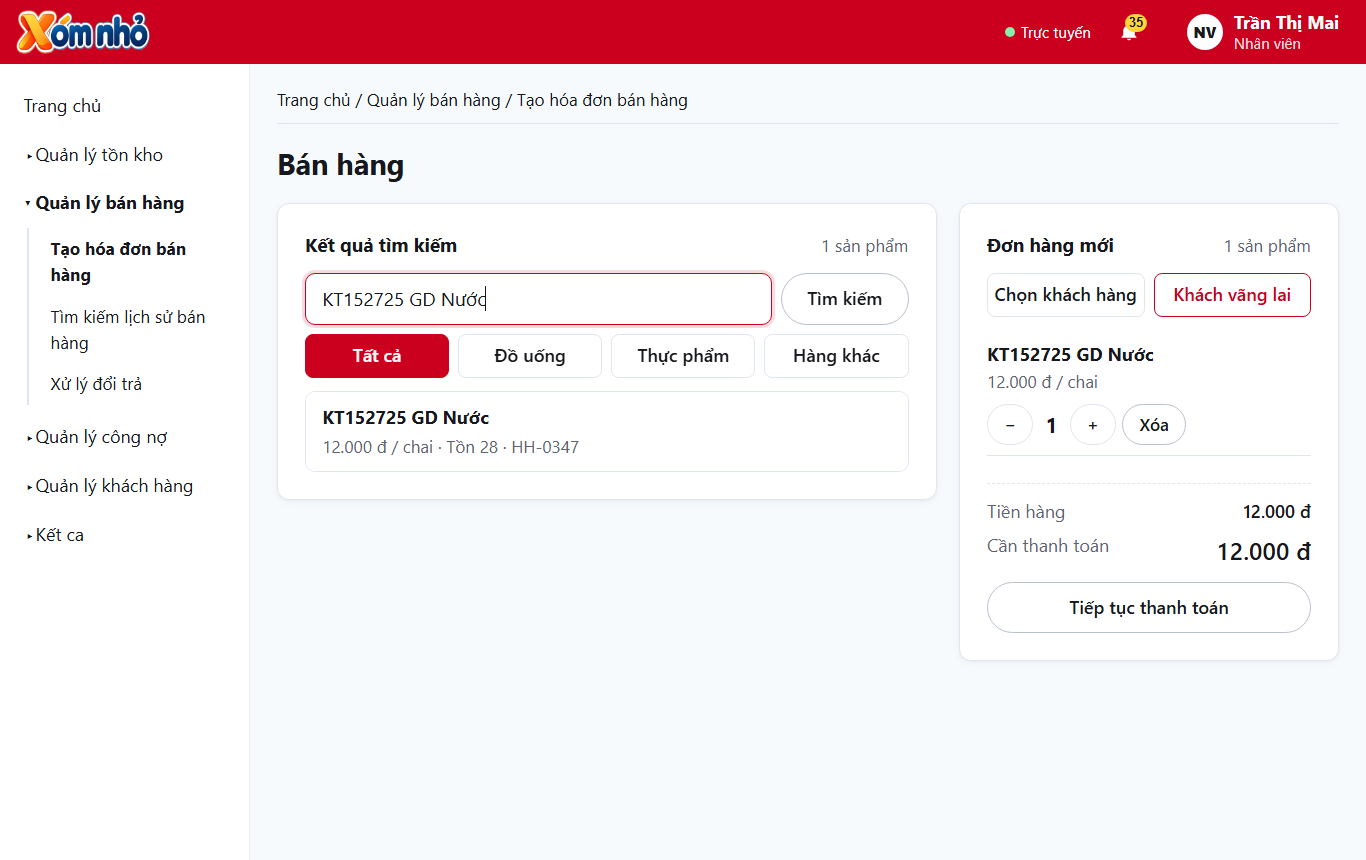 Xóm nhỏ
Trực tuyến
35
NV
Trần Thị Mai
Nhân viên
Trang chủ
Quản lý tồn kho
Quản lý bán hàng
Tạo hóa đơn bán
hàng
Tìm kiếm lịch sử bán
hàng
Xử lý đổi trả
Quản lý công nợ
Quản lý khách hàng
Kết ca
Trang chủ / Quản lý bán hàng / Tạo hóa đơn bán hàng
Bán hàng
Kết quả tìm kiếm
1 sản phẩm
KT152725 GD Nước
Tìm kiếm
Tất cả
Đồ uống
Thực phẩm
Hàng khác
KT152725 GD Nước
12.000 đ / chai · Tồn 28 · HH-0347
Đơn hàng mới
1 sản phẩm
Chọn khách hàng
Khách vãng lai
KT152725 GD Nước
12.000 đ / chai
− 1 + Xóa
Tiền hàng 12.000 đ
Cần thanh toán 12.000 đ
Tiếp tục thanh toán